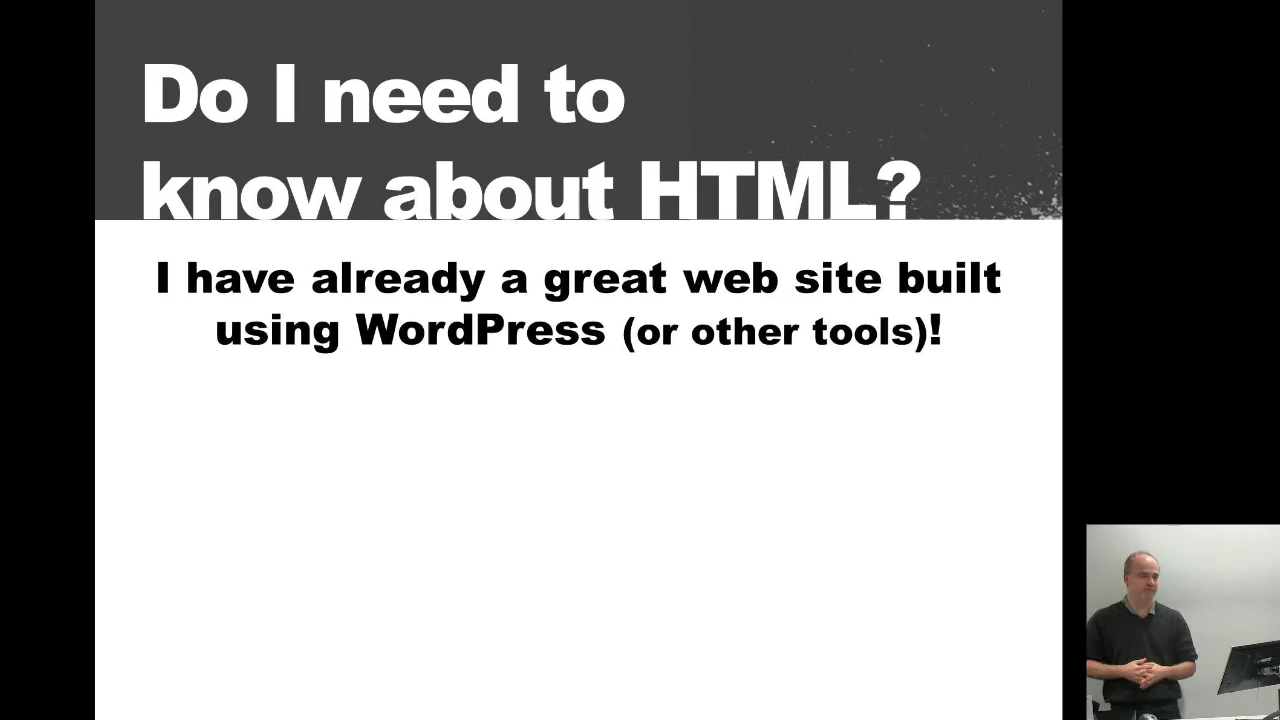 Do I need to
know about HTML?
I have already a great web site built
using WordPress (or other tools)!